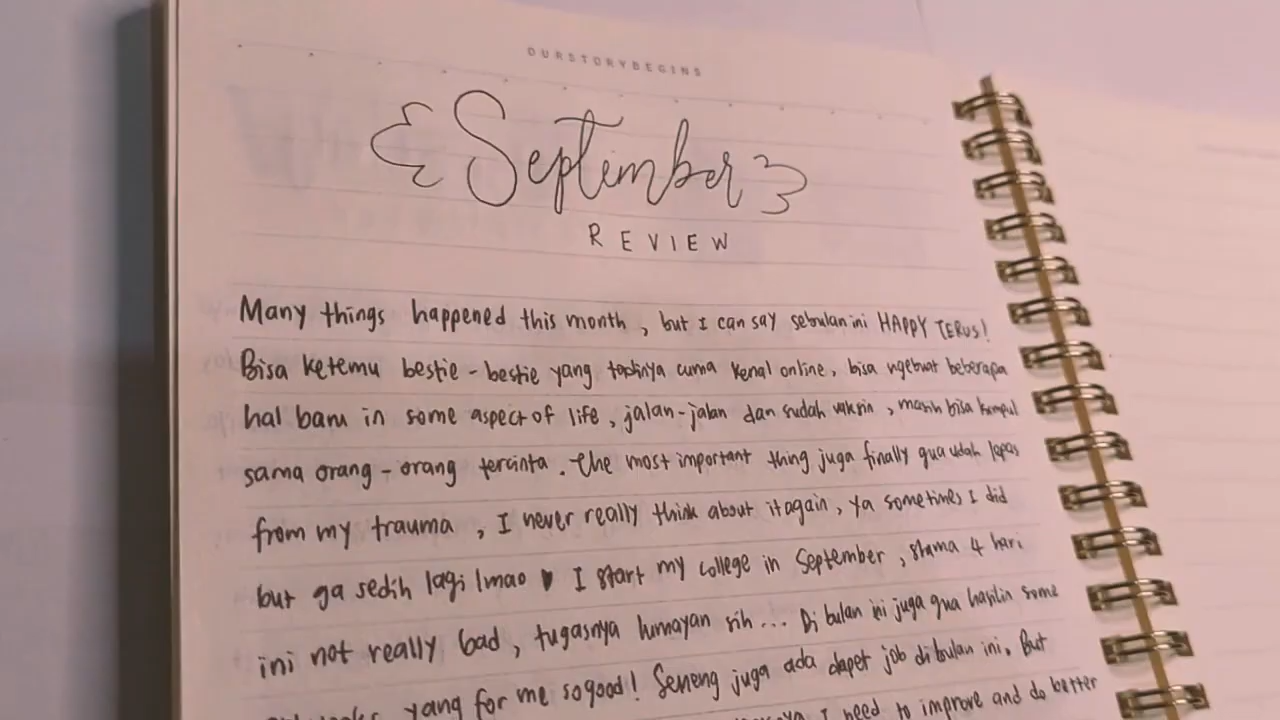 OURSTORYBEGINS
September
REVIEW
Many things happened this month, but I can say sebulan ini HAPPY TERUS!
Bisa ketemu bestie-bestie yang tadinya cuma kenal online, bisa ngebuat beberapa
hal baru in some aspect of life, jalan-jalan dan sudah vaksin, masih bisa kumpul
sama orang-orang tercinta. The most important thing juga finally gua udah lepas
from my trauma, I never really think about it again, ya sometimes I did
but ga sedih lagi lmao I start my college in September, selama 4 hari
ini not really bad, tugasnya lumayan sih... Di bulan ini juga gua hasilin some
yang for me so good! Seneng juga ada dapet job di bulan ini. But
I need to improve and do better